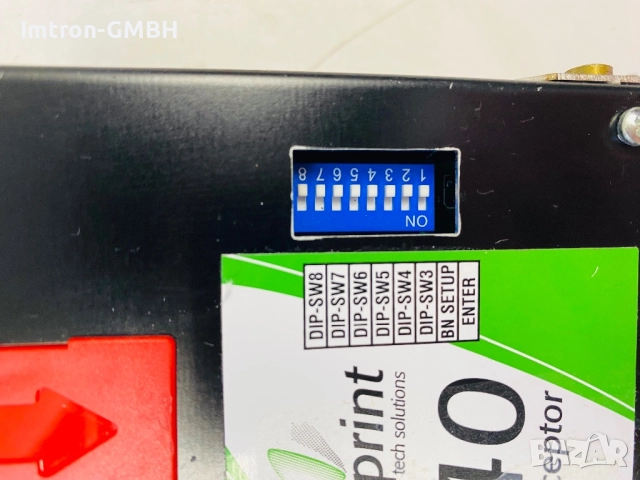 Imtron-GMBH
8 7 6 5 4 3 2 1
ON
DIP-SW8
DIP-SW7
DIP-SW6
DIP-SW5
DIP-SW4
DIP-SW3
BN SETUP
ENTER
print
tech solutions
40
ceptor
BAZAR